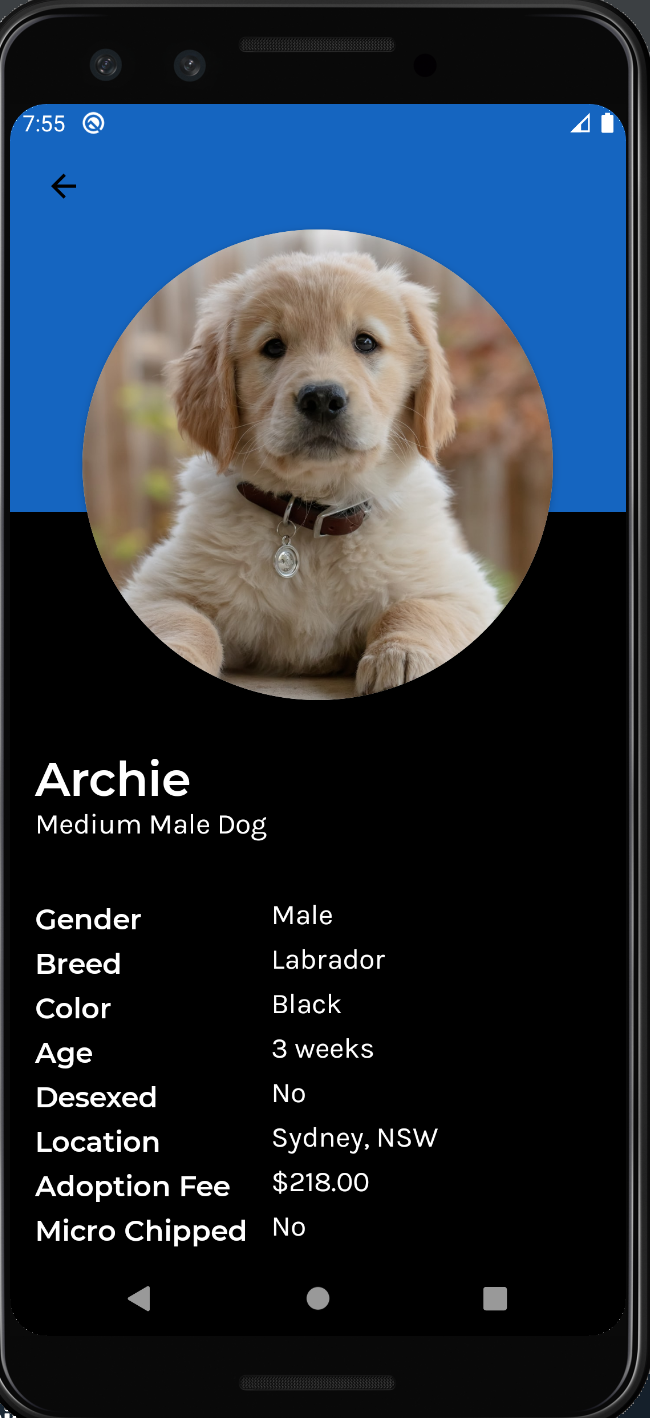 7:55
Archie
Medium Male Dog
Gender Male
Breed Labrador
Color Black
Age 3 weeks
Desexed No
Location Sydney, NSW
Adoption Fee $218.00
Micro Chipped No